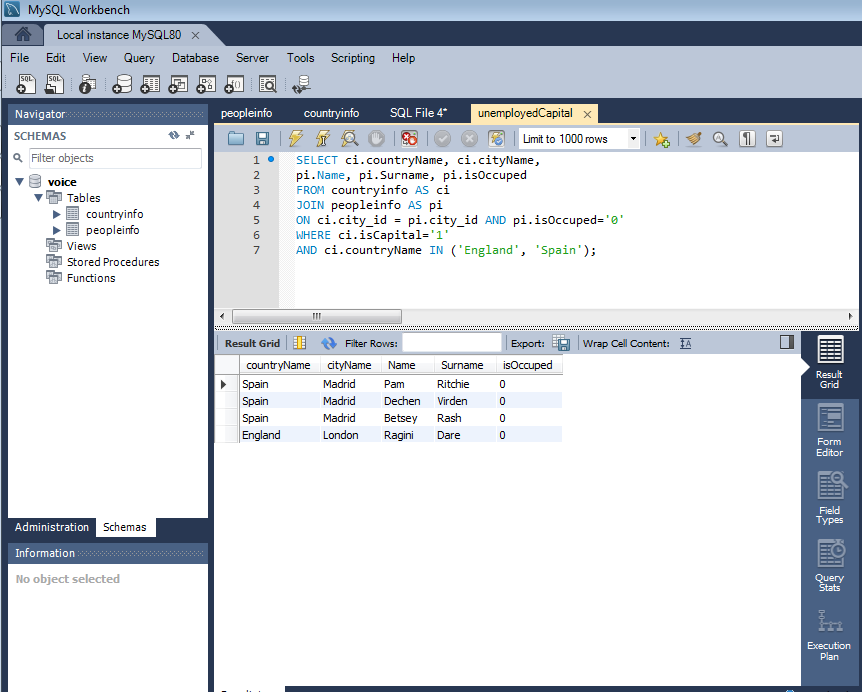 MySQL Workbench
Local instance MySQL80
File Edit View Query Database Server Tools Scripting Help
SQL SQL
Navigator
SCHEMAS
Filter objects
voice
Tables
countryinfo
peopleinfo
Views
Stored Procedures
Functions
Administration Schemas
Information
No object selected
peopleinfo countryinfo SQL File 4* unemployedCapital
Limit to 1000 rows
1 SELECT ci.countryName, ci.cityName,
2 pi.Name, pi.Surname, pi.isOccuped
3 FROM countryinfo AS ci
4 JOIN peopleinfo AS pi
5 ON ci.city_id = pi.city_id AND pi.isOccuped='0'
6 WHERE ci.isCapital='1'
7 AND ci.countryName IN ('England', 'Spain');
Result Grid Filter Rows: Export: Wrap Cell Content:
countryName cityName Name Surname isOccuped
Spain Madrid Pam Ritchie 0
Spain Madrid Dechen Virden 0
Spain Madrid Betsey Rash 0
England London Ragini Dare 0
Result
Grid
Form
Editor
Field
Types
Query
Stats
Execution
Plan